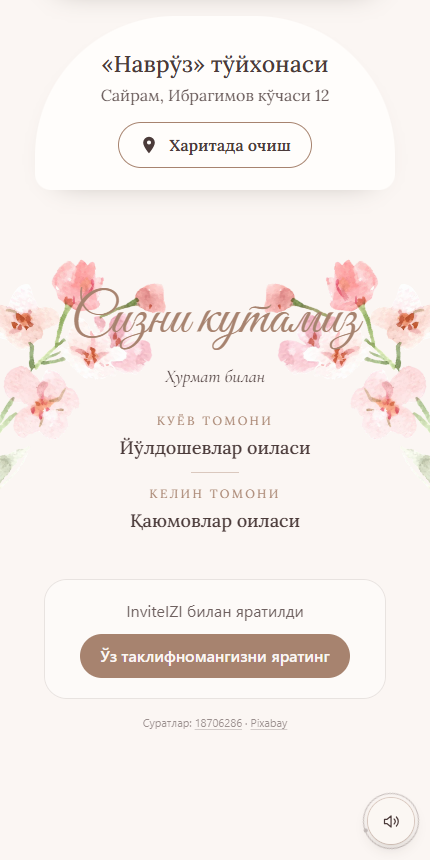 «Наврўз» тўйхонаси
Сайрам, Ибрагимов кўчаси 12
Харитада очиш
Сизни кутамиз
Хурмат билан
КУЁВ ТОМОНИ
Йўлдошевлар оиласи
КЕЛИН ТОМОНИ
Қаюмовлар оиласи
InviteIZI билан яратилди
Ўз таклифномангизни яратинг
Суратлар: 18706286 · Pixabay